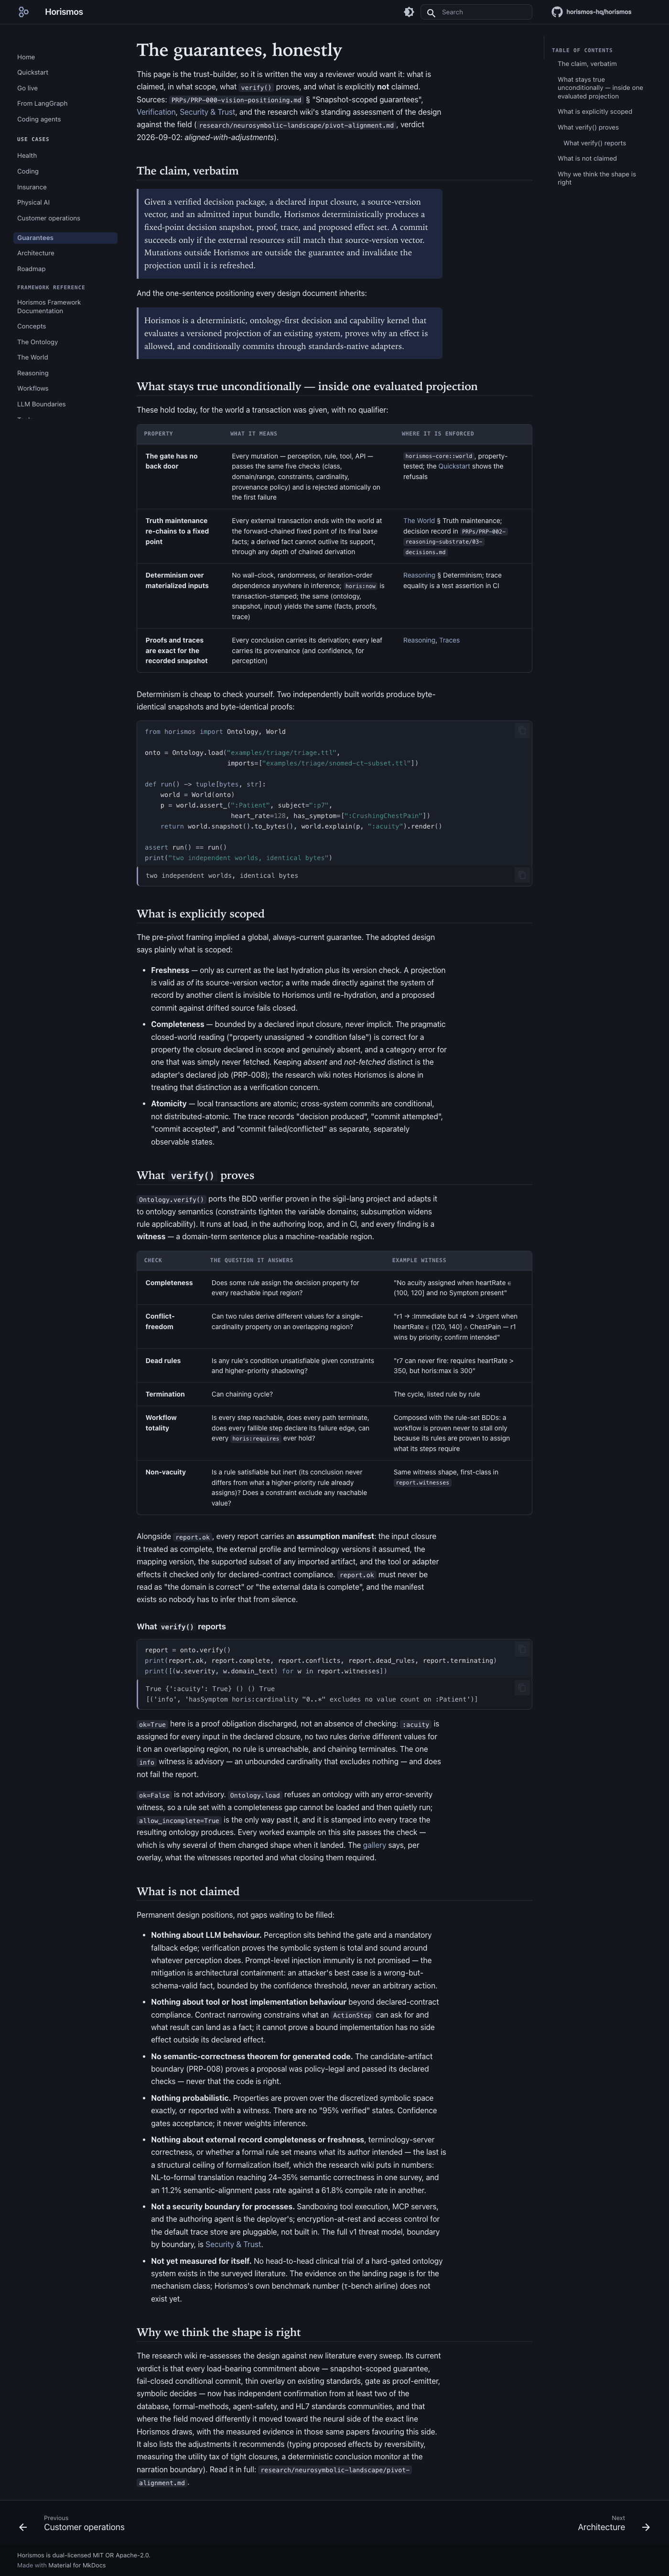 Horismos
Search
horismos-hq/horismos
Home
Quickstart
Go live
From LangGraph
Coding agents
USE CASES
Health
Coding
Insurance
Physical AI
Customer operations
Guarantees
Architecture
Roadmap
FRAMEWORK REFERENCE
Horismos Framework
Documentation
Concepts
The Ontology
The World
Reasoning
Workflows
LLM Boundaries
TABLE OF CONTENTS
The claim, verbatim
What stays true
unconditionally — inside one
evaluated projection
What is explicitly scoped
What verify() proves
What verify() reports
What is not claimed
Why we think the shape is
right
The guarantees, honestly
This page is the trust-builder, so it is written the way a reviewer would want it: what is
claimed, in what scope, what verify() proves, and what is explicitly not claimed.
Sources: PRPs/PRP-000-vision-positioning.md § "Snapshot-scoped guarantees",
Verification, Security & Trust, and the research wiki's standing assessment of the design
against the field ( research/neurosymbolic-landscape/pivot-alignment.md, verdict
2026-09-02: aligned-with-adjustments).
The claim, verbatim
Given a verified decision package, a declared input closure, a source-version
vector, and an admitted input bundle, Horismos deterministically produces a
fixed-point decision snapshot, proof, trace, and proposed effect set. A commit
succeeds only if the external resources still match that source-version vector.
Mutations outside Horismos are outside the guarantee and invalidate the
projection until it is refreshed.
And the one-sentence positioning every design document inherits:
Horismos is a deterministic, ontology-first decision and capability kernel that
evaluates a versioned projection of an existing system, proves why an effect is
allowed, and conditionally commits through standards-native adapters.
What stays true unconditionally — inside one evaluated projection
These hold today, for the world a transaction was given, with no qualifier:
PROPERTY WHAT IT MEANS WHERE IT IS ENFORCED
The gate has no
back door
Every mutation — perception, rule, tool, API —
passes the same five checks (class,
domain/range, constraints, cardinality,
provenance policy) and is rejected atomically on
the first failure
horismos-core::world, property-
tested; the Quickstart shows the
refusals
Truth maintenance
re-chains to a fixed
point
Every external transaction ends with the world at
the forward-chained fixed point of its final base
facts; a derived fact cannot outlive its support,
through any depth of chained derivation
The World § Truth maintenance;
decision record in PRPs/PRP-002-
reasoning-substrate/03-
decisions.md
Determinism over
materialized inputs
No wall-clock, randomness, or iteration-order
dependence anywhere in inference; horis:now is
transaction-stamped; the same (ontology,
snapshot, input) yields the same (facts, proofs,
trace)
Reasoning § Determinism; trace
equality is a test assertion in CI
Proofs and traces
are exact for the
recorded snapshot
Every conclusion carries its derivation; every leaf
carries its provenance (and confidence, for
perception)
Reasoning, Traces
Determinism is cheap to check yourself. Two independently built worlds produce byte-
identical snapshots and byte-identical proofs:
from horismos import Ontology, World
onto = Ontology.load("examples/triage/triage.ttl",
imports=["examples/triage/snomed-ct-subset.ttl"])
def run() -> tuple[bytes, str]:
world = World(onto)
p = world.assert_(":Patient", subject=":p7",
heart_rate=128, has_symptom=[":CrushingChestPain"])
return world.snapshot().to_bytes(), world.explain(p, ":acuity").render()
assert run() == run()
print("two independent worlds, identical bytes")
two independent worlds, identical bytes
What is explicitly scoped
The pre-pivot framing implied a global, always-current guarantee. The adopted design
says plainly what is scoped:
• Freshness — only as current as the last hydration plus its version check. A projection
is valid as of its source-version vector; a write made directly against the system of
record by another client is invisible to Horismos until re-hydration, and a proposed
commit against drifted source fails closed.
• Completeness — bounded by a declared input closure, never implicit. The pragmatic
closed-world reading ("property unassigned → condition false") is correct for a
property the closure declared in scope and genuinely absent, and a category error for
one that was simply never fetched. Keeping absent and not-fetched distinct is the
adapter's declared job (PRP-008); the research wiki notes Horismos is alone in
treating that distinction as a verification concern.
• Atomicity — local transactions are atomic; cross-system commits are conditional,
not distributed-atomic. The trace records "decision produced", "commit attempted",
"commit accepted", and "commit failed/conflicted" as separate, separately
observable states.
What verify() proves
Ontology.verify() ports the BDD verifier proven in the sigil-lang project and adapts it
to ontology semantics (constraints tighten the variable domains; subsumption widens
rule applicability). It runs at load, in the authoring loop, and in CI, and every finding is a
witness — a domain-term sentence plus a machine-readable region.
CHECK THE QUESTION IT ANSWERS EXAMPLE WITNESS
Completeness
Does some rule assign the decision property for
every reachable input region?
"No acuity assigned when heartRate ∈
(100, 120] and no Symptom present"
Conflict-
freedom
Can two rules derive different values for a single-
cardinality property on an overlapping region?
"r1 → :Immediate but r4 → :Urgent when
heartRate ∈ (120, 140] ∧ ChestPain — r1
wins by priority; confirm intended"
Dead rules
Is any rule's condition unsatisfiable given constraints
and higher-priority shadowing?
"r7 can never fire: requires heartRate >
350, but horis:max is 300"
Termination
Can chaining cycle?
The cycle, listed rule by rule
Workflow
totality
Is every step reachable, does every path terminate,
does every fallible step declare its failure edge, can
every horis:requires ever hold?
Composed with the rule-set BDDs: a
workflow is proven never to stall only
because its rules are proven to assign
what its steps require
Non-vacuity
Is a rule satisfiable but inert (its conclusion never
differs from what a higher-priority rule already
assigns)? Does a constraint exclude any reachable
value?
Same witness shape, first-class in
report.witnesses
Alongside report.ok, every report carries an assumption manifest: the input closure
it treated as complete, the external profile and terminology versions it assumed, the
mapping version, the supported subset of any imported artifact, and the tool or adapter
effects it checked only for declared-contract compliance. report.ok must never be
read as "the domain is correct" or "the external data is complete", and the manifest
exists so nobody has to infer that from silence.
What verify() reports
report = onto.verify()
print(report.ok, report.complete, report.conflicts, report.dead_rules, report.terminating)
print([(w.severity, w.domain_text) for w in report.witnesses])
True {':acuity': True} () () True
[('info', 'hasSymptom horis:cardinality "0..*" excludes no value count on :Patient')]
ok=True here is a proof obligation discharged, not an absence of checking: :acuity is
assigned for every input in the declared closure, no two rules derive different values for
it on an overlapping region, no rule is unreachable, and chaining terminates. The one
info witness is advisory — an unbounded cardinality that excludes nothing — and does
not fail the report.
ok=False is not advisory. Ontology.load refuses an ontology with any error-severity
witness, so a rule set with a completeness gap cannot be loaded and then quietly run;
allow_incomplete=True is the only way past it, and it is stamped into every trace the
resulting ontology produces. Every worked example on this site passes the check —
which is why several of them changed shape when it landed. The gallery says, per
overlay, what the witnesses reported and what closing them required.
What is not claimed
Permanent design positions, not gaps waiting to be filled:
• Nothing about LLM behaviour. Perception sits behind the gate and a mandatory
fallback edge; verification proves the symbolic system is total and sound around
whatever perception does. Prompt-level injection immunity is not promised — the
mitigation is architectural containment: an attacker's best case is a wrong-but-
schema-valid fact, bounded by the confidence threshold, never an arbitrary action.
• Nothing about tool or host implementation behaviour beyond declared-contract
compliance. Contract narrowing constrains what an ActionStep can ask for and
what result can land as a fact; it cannot prove a bound implementation has no side
effect outside its declared effect.
• No semantic-correctness theorem for generated code. The candidate-artifact
boundary (PRP-008) proves a proposal was policy-legal and passed its declared
checks — never that the code is right.
• Nothing probabilistic. Properties are proven over the discretized symbolic space
exactly, or reported with a witness. There are no "95% verified" states. Confidence
gates acceptance; it never weights inference.
• Nothing about external record completeness or freshness, terminology-server
correctness, or whether a formal rule set means what its author intended — the last is
a structural ceiling of formalization itself, which the research wiki puts in numbers:
NL-to-formal translation reaching 24–35% semantic correctness in one survey, and
an 11.2% semantic-alignment pass rate against a 61.8% compile rate in another.
• Not a security boundary for processes. Sandboxing tool execution, MCP servers,
and the authoring agent is the deployer's; encryption-at-rest and access control for
the default trace store are pluggable, not built in. The full v1 threat model, boundary
by boundary, is Security & Trust.
• Not yet measured for itself. No head-to-head clinical trial of a hard-gated ontology
system exists in the surveyed literature. The evidence on the landing page is for the
mechanism class; Horismos's own benchmark number (τ-bench airline) does not
exist yet.
Why we think the shape is right
The research wiki re-assesses the design against new literature every sweep. Its current
verdict is that every load-bearing commitment above — snapshot-scoped guarantee,
fail-closed conditional commit, thin overlay on existing standards, gate as proof-emitter,
symbolic decides — now has independent confirmation from at least two of the
database, formal-methods, agent-safety, and HL7 standards communities, and that
where the field moved differently it moved toward the neural side of the exact line
Horismos draws, with the measured evidence in those same papers favouring this side.
It also lists the adjustments it recommends (typing proposed effects by reversibility,
measuring the utility tax of tight closures, a deterministic conclusion monitor at the
narration boundary). Read it in full: research/neurosymbolic-landscape/pivot-
alignment.md.
Previous
Customer operations
Next
Architecture
Horismos is dual-licensed MIT OR Apache-2.0.
Made with Material for MkDocs